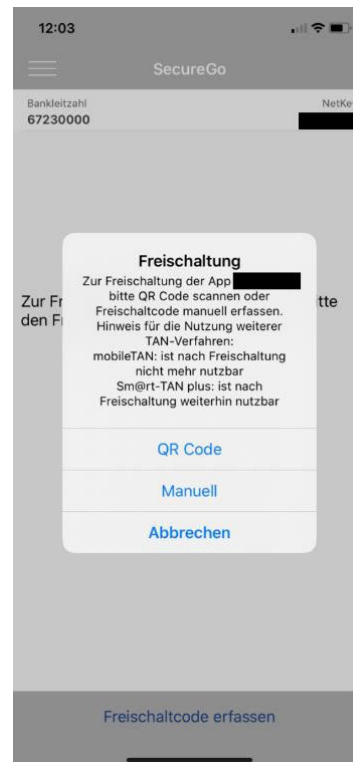 12:03
SecureGo
Bankleitzahl
NetKe
67230000
Freischaltung
Zur Freischaltung der App
bitte QR Code scannen oder
Freischaltcode manuell erfassen.
Hinweis für die Nutzung weiterer
TAN-Verfahren:
mobileTAN: ist nach Freischaltung
nicht mehr nutzbar
Sm@rt-TAN plus: ist nach
Freischaltung weiterhin nutzbar
Zur Fr
tte
den F
QR Code
Manuell
Abbrechen
Freischaltcode erfassen